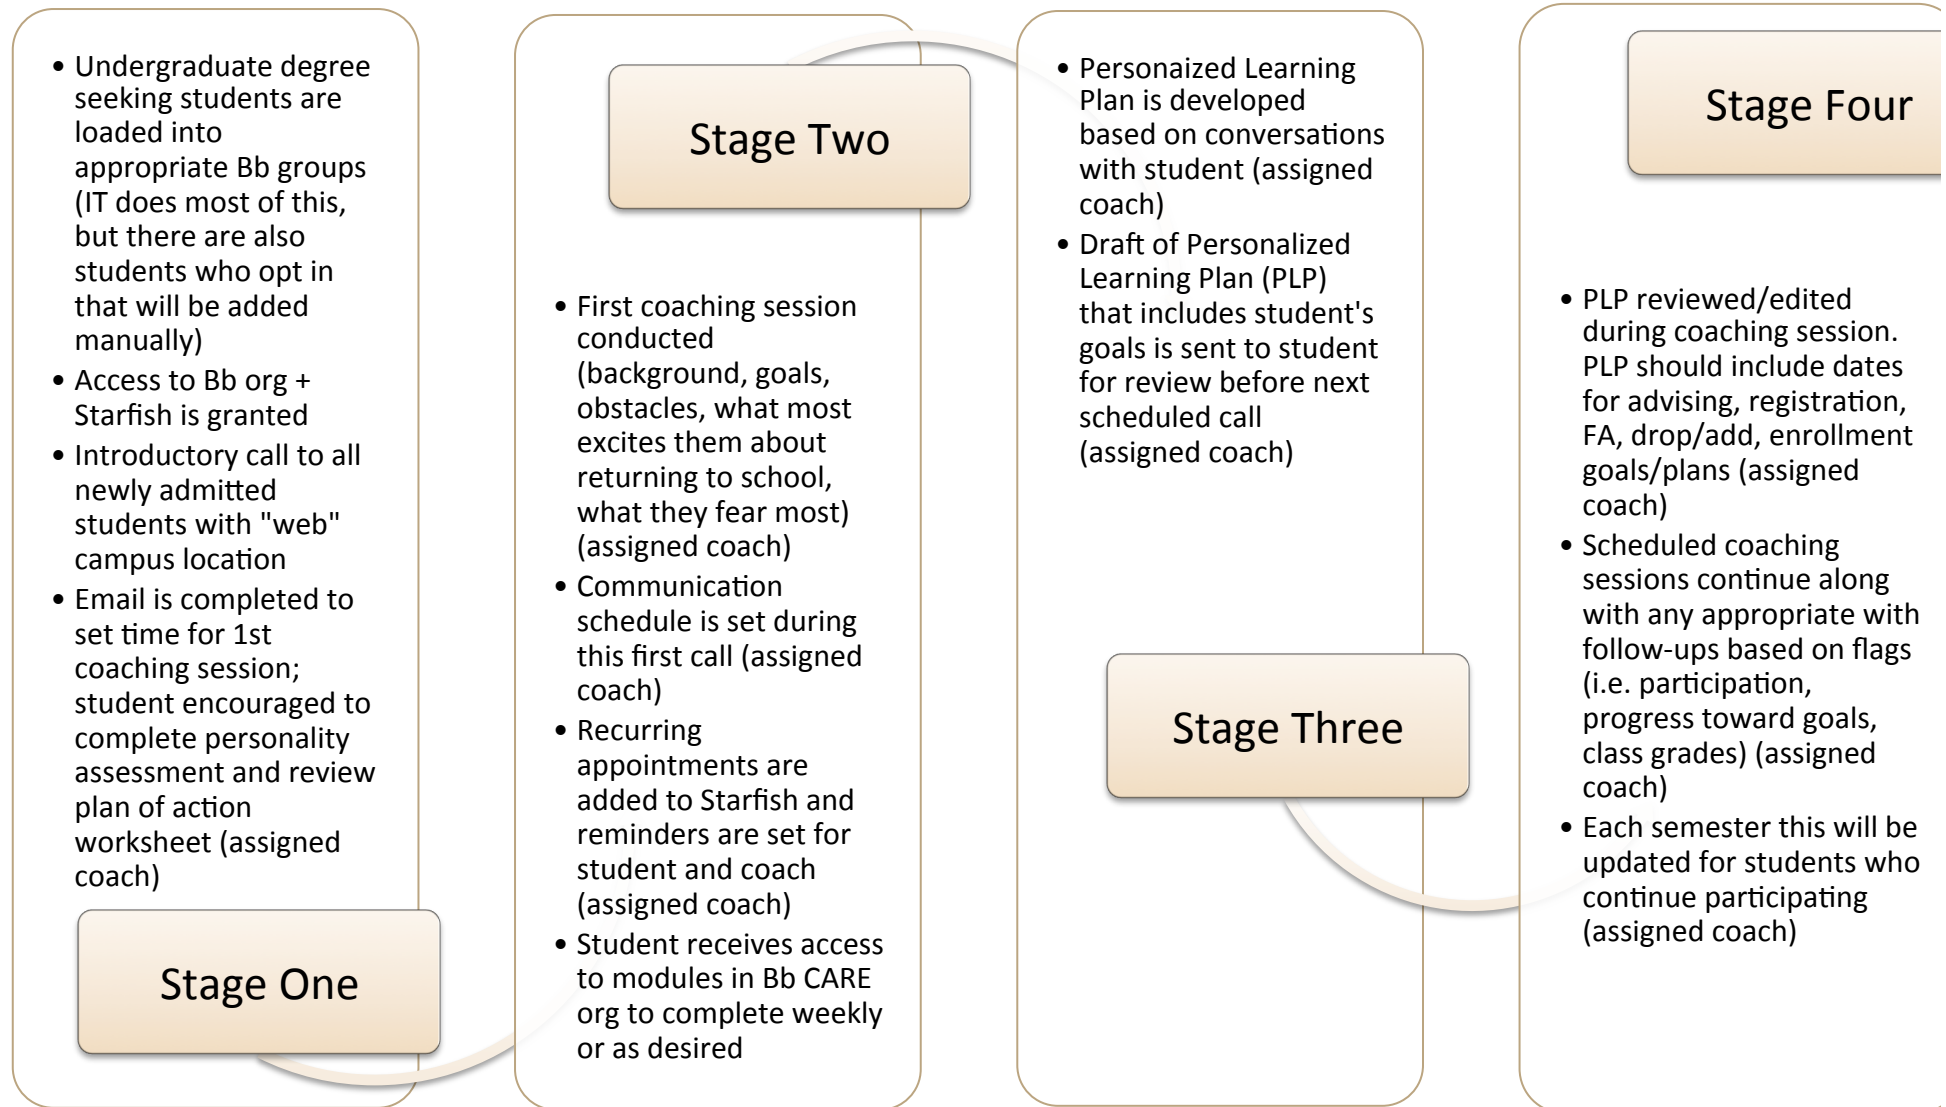 • Undergraduate degree
seeking students are
loaded into
appropriate Bb groups
(IT does most of this,
but there are also
students who opt in
that will be added
manually)
• Access to Bb org +
Starfish is granted
• Introductory call to all
newly admitted
students with "web"
campus location
• Email is completed to
set time for 1st
coaching session;
student encouraged to
complete personality
assessment and review
plan of action
worksheet (assigned
coach)
Stage One
Stage Two
• First coaching session
conducted
(background, goals,
obstacles, what most
excites them about
returning to school,
what they fear most)
(assigned coach)
• Communication
schedule is set during
this first call (assigned
coach)
• Recurring
appointments are
added to Starfish and
reminders are set for
student and coach
(assigned coach)
• Student receives access
to modules in Bb CARE
org to complete weekly
or as desired
• Personaized Learning
Plan is developed
based on conversations
with student (assigned
coach)
• Draft of Personalized
Learning Plan (PLP)
that includes student's
goals is sent to student
for review before next
scheduled call
(assigned coach)
Stage Three
Stage Four
• PLP reviewed/edited
during coaching session.
PLP should include dates
for advising, registration,
FA, drop/add, enrollment
goals/plans (assigned
coach)
• Scheduled coaching
sessions continue along
with any appropriate with
follow-ups based on flags
(i.e. participation,
progress toward goals,
class grades) (assigned
coach)
• Each semester this will be
updated for students who
continue participating
(assigned coach)